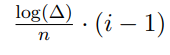 log(Δ)/n · (i − 1)